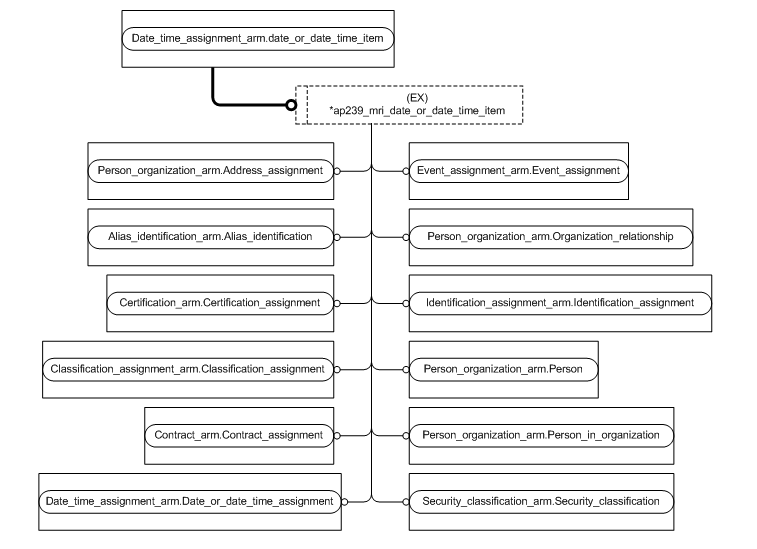 Date_time_assignment_arm.date_or_date_time_item
(EX)
*ap239_mri_date_or_date_time_item
Person_organization_arm.Address_assignment
Event_assignment_arm.Event_assignment
Alias_identification_arm.Alias_identification
Person_organization_arm.Organization_relationship
Certification_arm.Certification_assignment
Identification_assignment_arm.Identification_assignment
Classification_assignment_arm.Classification_assignment
Person_organization_arm.Person
Contract_arm.Contract_assignment
Person_organization_arm.Person_in_organization
Date_time_assignment_arm.Date_or_date_time_assignment
Security_classification_arm.Security_classification